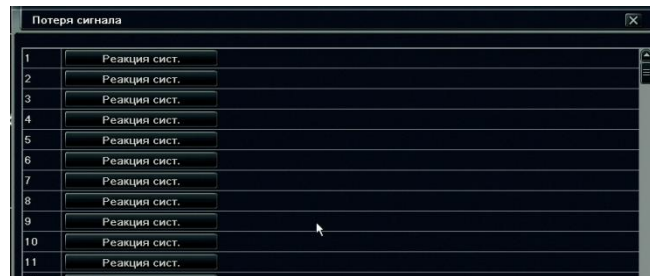 Потеря сигнала
1 Реакция сист.
2 Реакция сист.
3 Реакция сист.
4 Реакция сист.
5 Реакция сист.
6 Реакция сист.
7 Реакция сист.
8 Реакция сист.
9 Реакция сист.
10 Реакция сист.
11 Реакция сист.